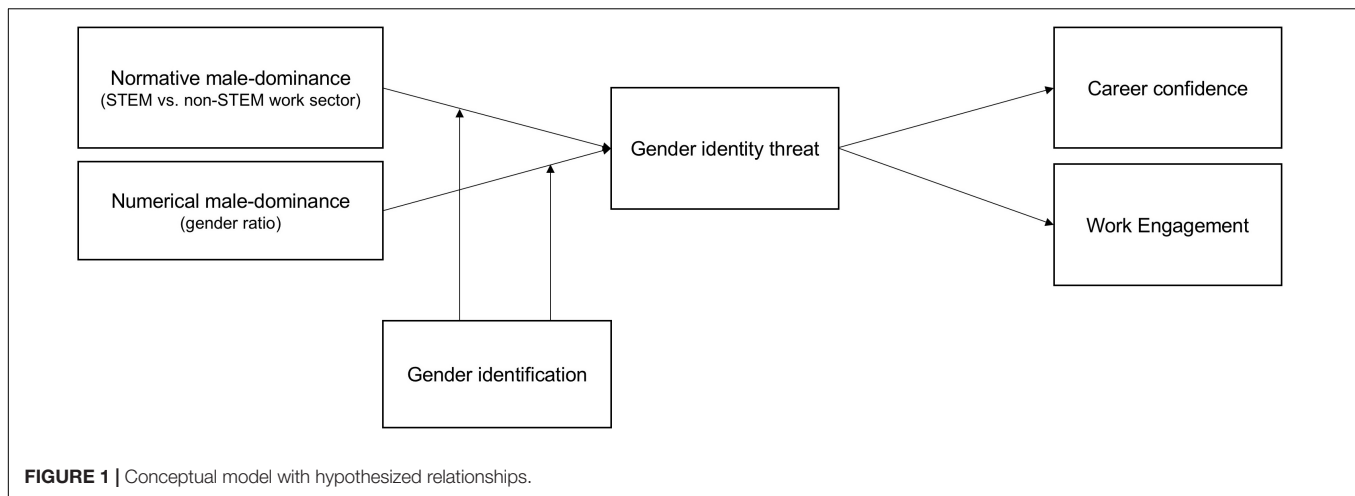 Normative male-dominance
(STEM vs. non-STEM work sector)
Numerical male-dominance
(gender ratio)
Gender identity threat
Career confidence
Work Engagement
Gender identification
FIGURE 1 | Conceptual model with hypothesized relationships.